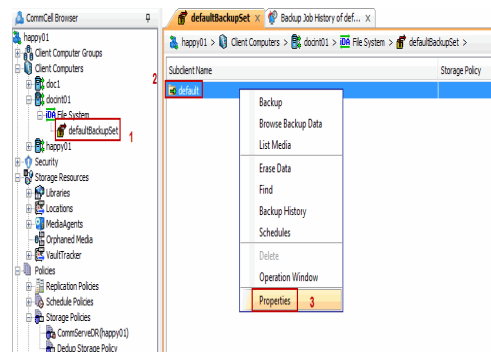 CommCell Browser
happy01
Client Computer Groups
Client Computers
doc1
docint01
iDA File System
defaultBackupSet
1
happy01
Security
Storage Resources
Libraries
Locations
MediaAgents
Orphaned Media
VaultTracker
Policies
Replication Policies
Schedule Policies
Storage Policies
CommServeDR(happy01)
Dedup Storage Policy
defaultBackupSet x Backup Job History of def... x
happy01 > Client Computers > docint01 > iDA File System > defaultBackupSet >
Subclient Name Storage Policy
2 default
Backup
Browse Backup Data
List Media
Erase Data
Find
Backup History
Schedules
Delete
Operation Window
Properties 3